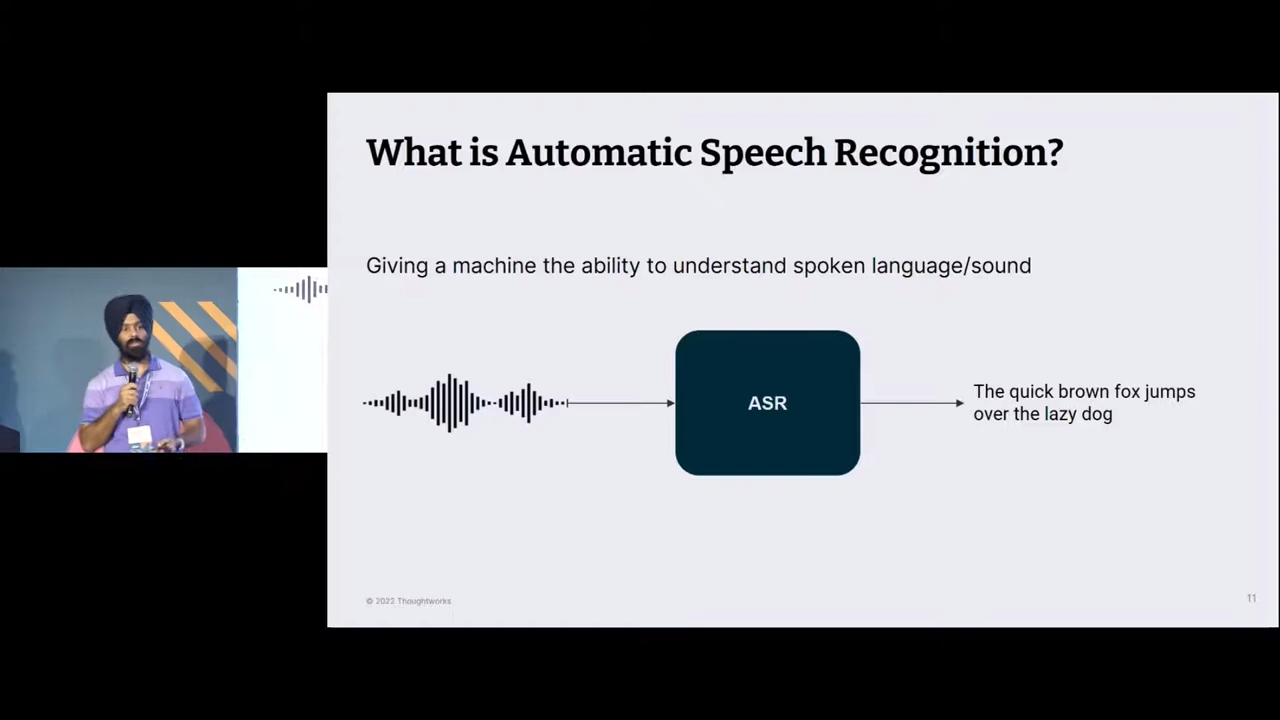 What is Automatic Speech Recognition?
Giving a machine the ability to understand spoken language/sound
ASR
The quick brown fox jumps
over the lazy dog
© 2022 Thoughtworks
11